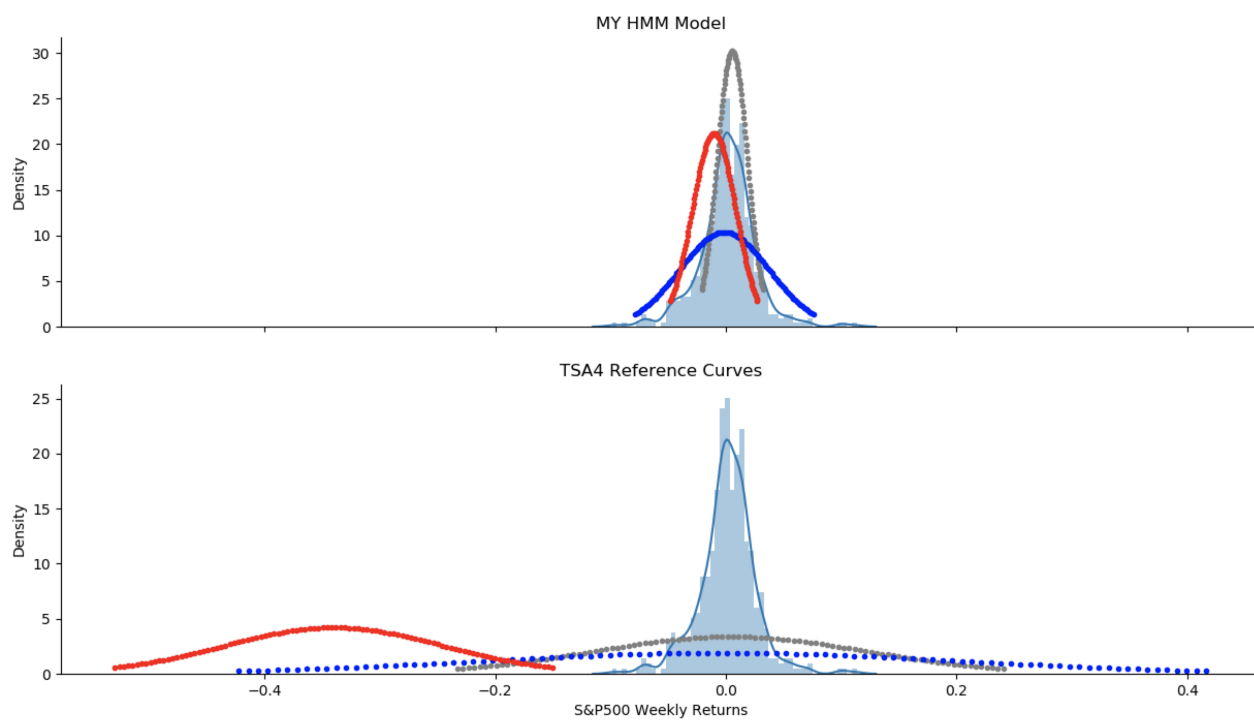 MY HMM Model
30
25
20
15
10
5
0
Density
TSA4 Reference Curves
25
20
15
10
5
0
Density
−0.4 −0.2 0.0 0.2 0.4
S&P500 Weekly Returns